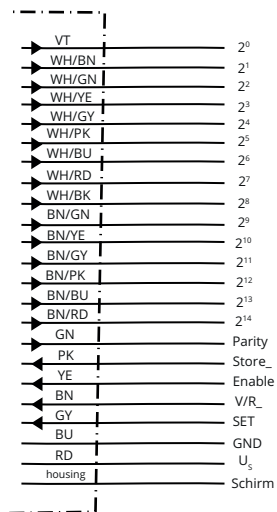 VT 2⁰
WH/BN 2¹
WH/GN 2²
WH/YE 2³
WH/GY 2⁴
WH/PK 2⁵
WH/BU 2⁶
WH/RD 2⁷
WH/BK 2⁸
BN/GN 2⁹
BN/YE 2¹⁰
BN/GY 2¹¹
BN/PK 2¹²
BN/BU 2¹³
BN/RD 2¹⁴
GN Parity
PK Store_
YE Enable
BN V/R_
GY SET
BU GND
RD Uₛ
housing Schirm